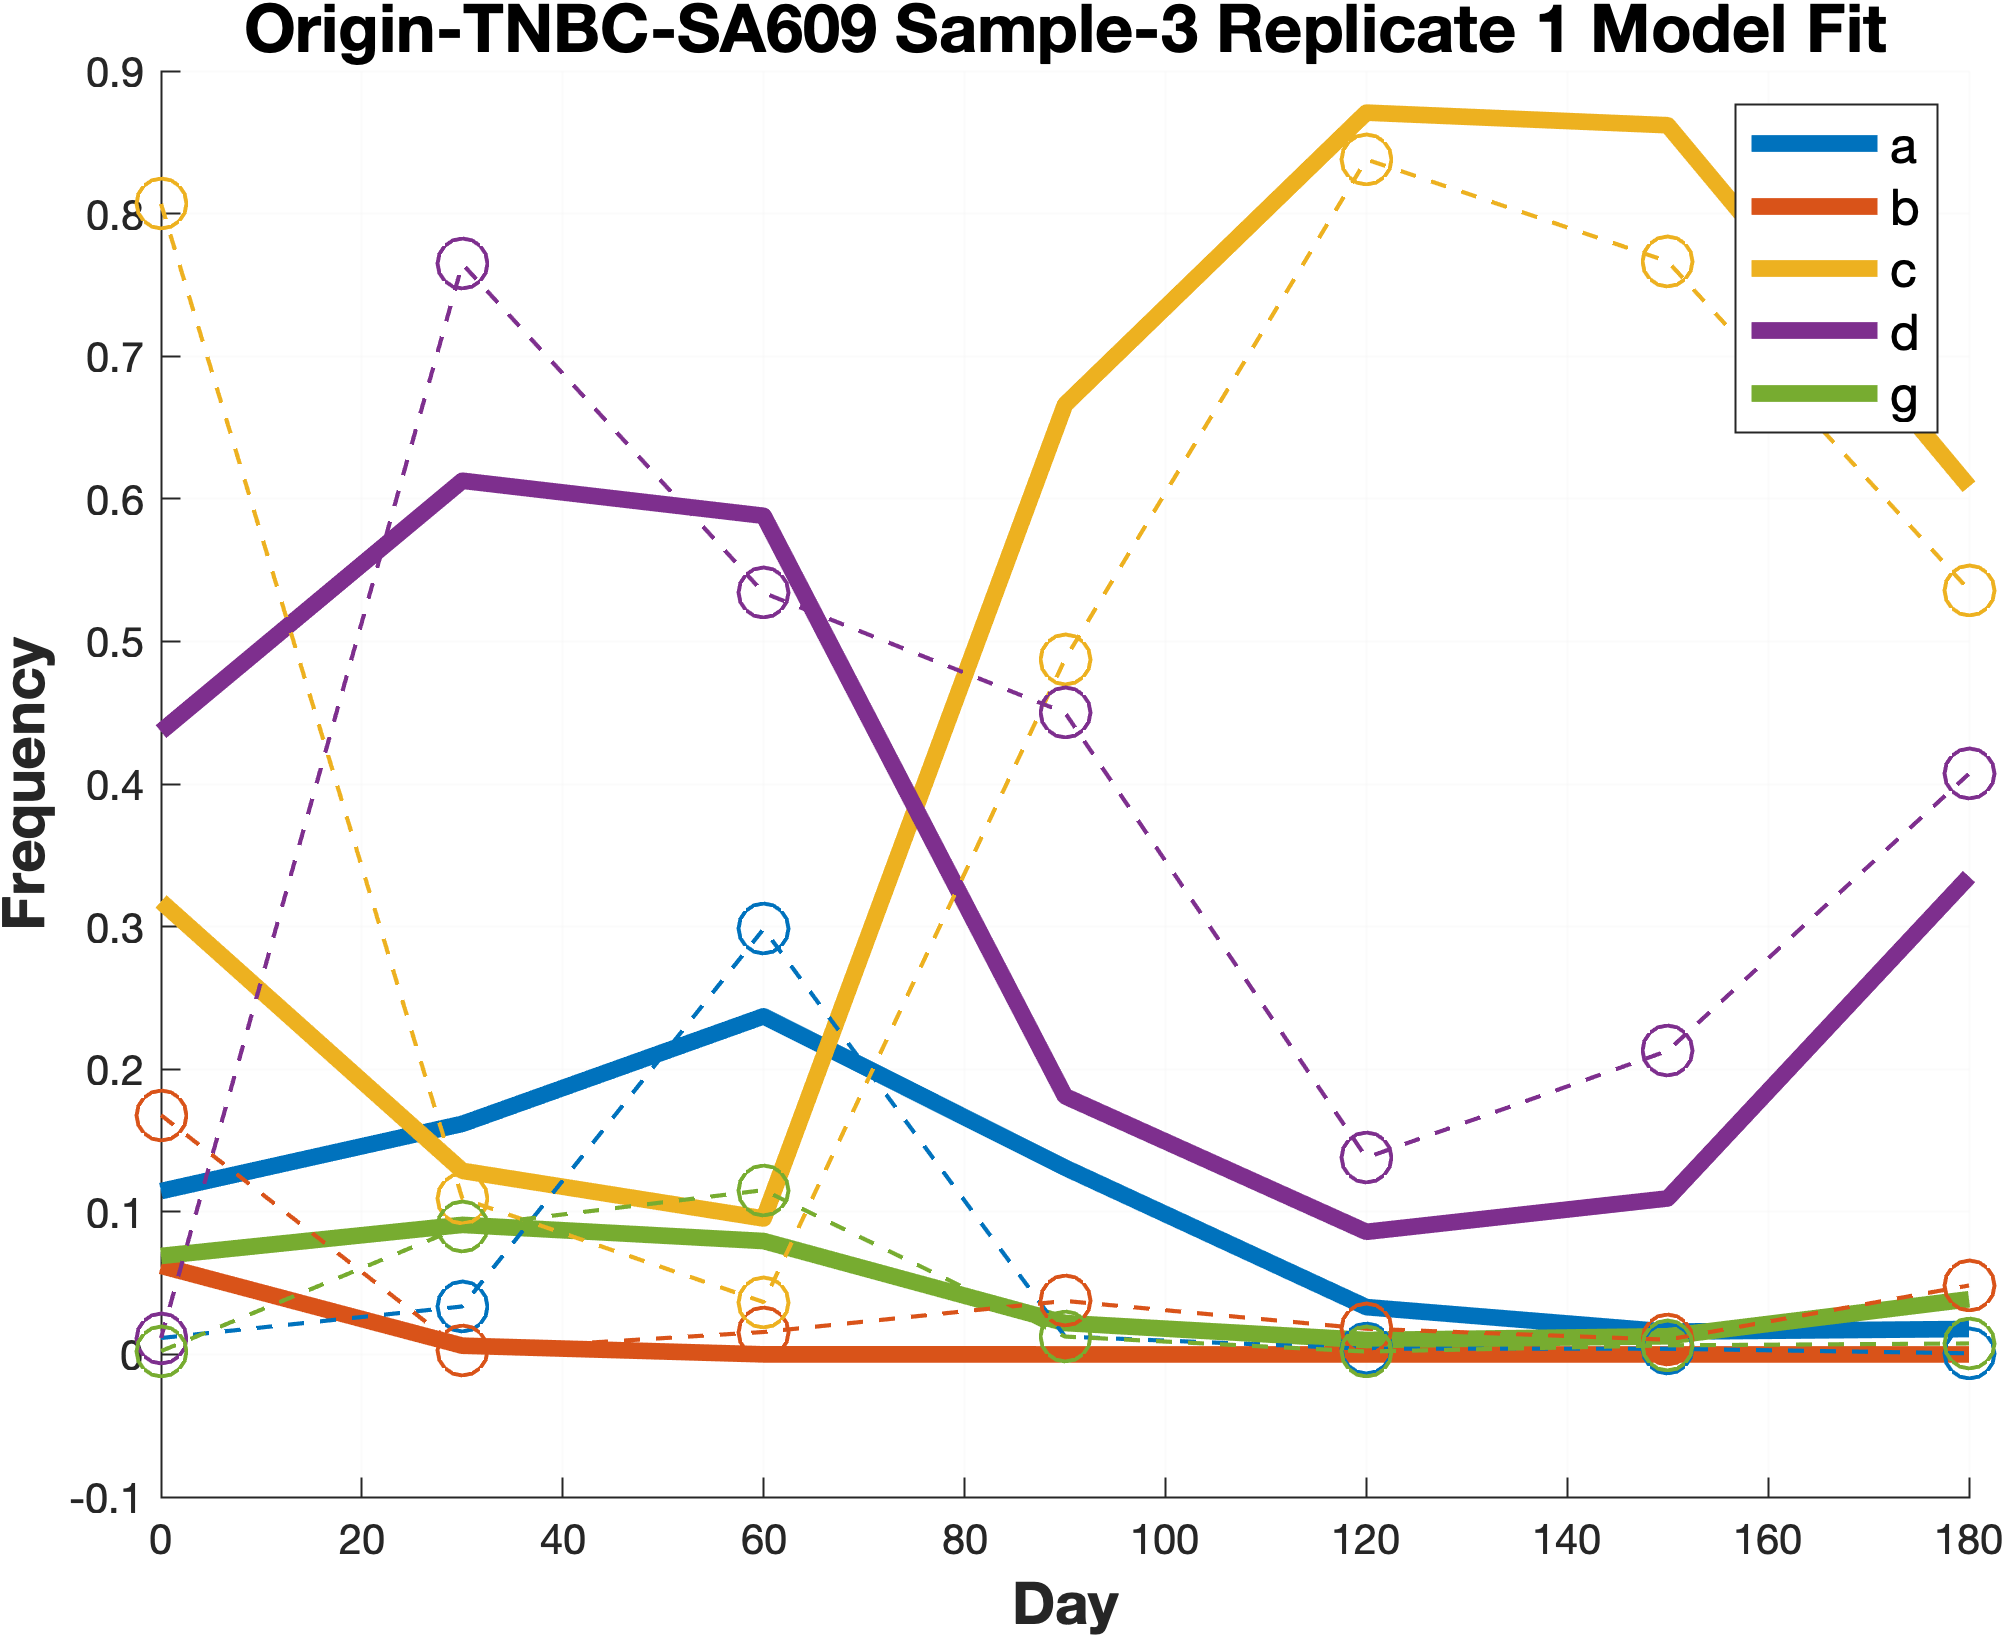 Origin-TNBC-SA609 Sample-3 Replicate 1 Model Fit
0.9
0.8
0.7
0.6
0.5
0.4
0.3
0.2
0.1
0
-0.1
Frequency
a
b
c
d
g
0 20 40 60 80 100 120 140 160 180
Day